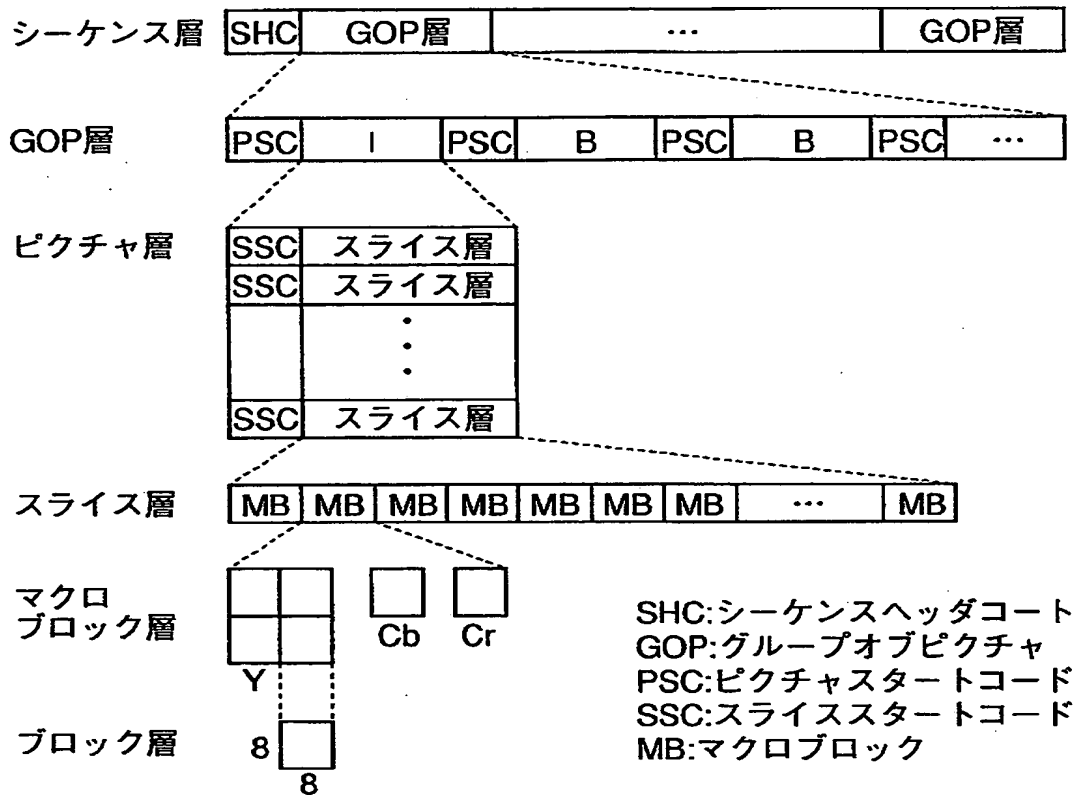 シーケンス層 SHC GOP層 … GOP層
GOP層 PSC I PSC B PSC B PSC …
ピクチャ層 SSC スライス層
SSC スライス層
SSC スライス層
スライス層 MB MB MB MB MB MB MB … MB
マクロ
ブロック層
Y
Cb Cr
ブロック層 8
8
SHC:シーケンスヘッダコート
GOP:グループオブピクチャ
PSC:ピクチャスタートコード
SSC:スライススタートコード
MB:マクロブロック